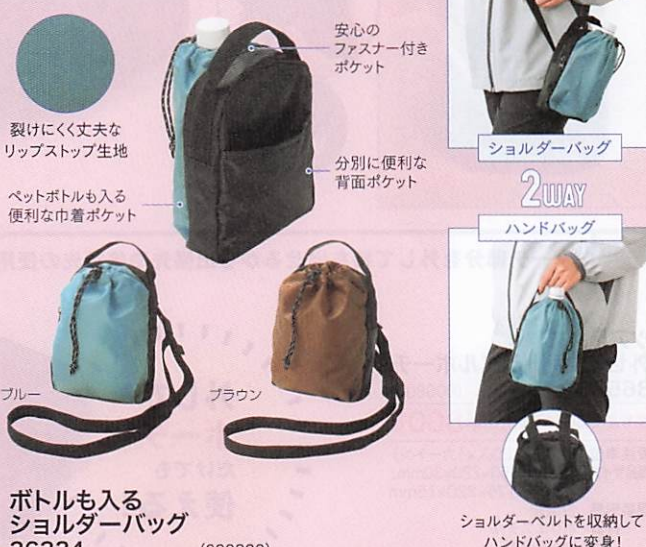 安心の
ファスナー付き
ポケット
裂けにくく丈夫な
リップストップ生地
分別に便利な
背面ポケット
ペットボトルも入る
便利な巾着ポケット
ショルダーバッグ
2WAY
ハンドバッグ
ブルー
ブラウン
ショルダーベルトを収納して
ハンドバッグに変身!
ボトルも入る
ショルダーバッグ